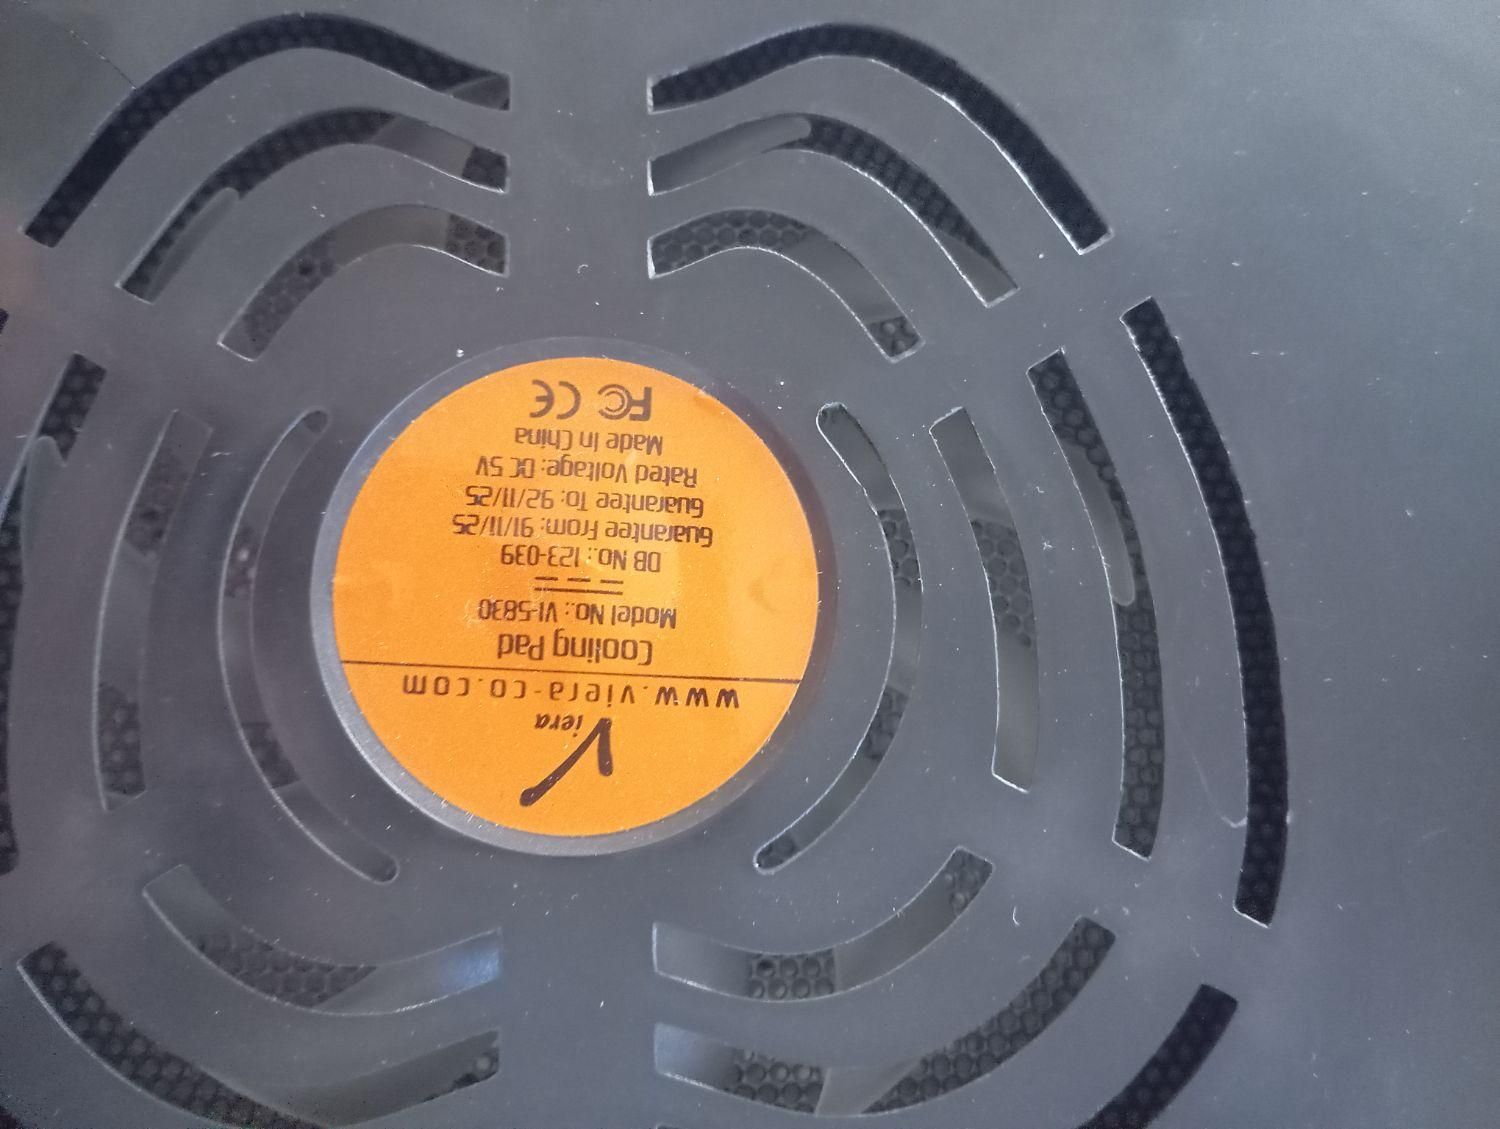 Viera
www.viera-co.com
Cooling Pad
Model No.: VI-5830
DB No.: 123-039
Guarantee From: 91/11/25
Guarantee To: 92/11/25
Rated Voltage: DC 5V
Made In China
FC CE